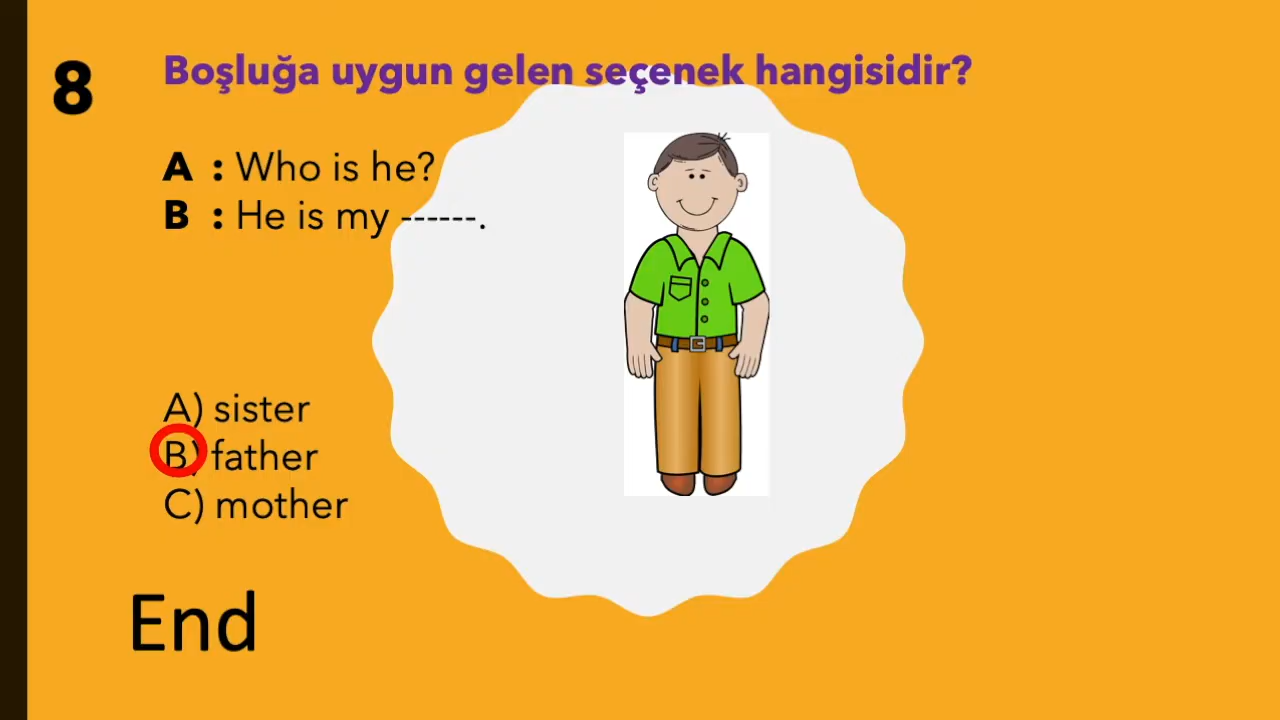 8
Boşluğa uygun gelen seçenek hangisidir?
A : Who is he?
B : He is my ------.
A) sister
B) father
C) mother
End